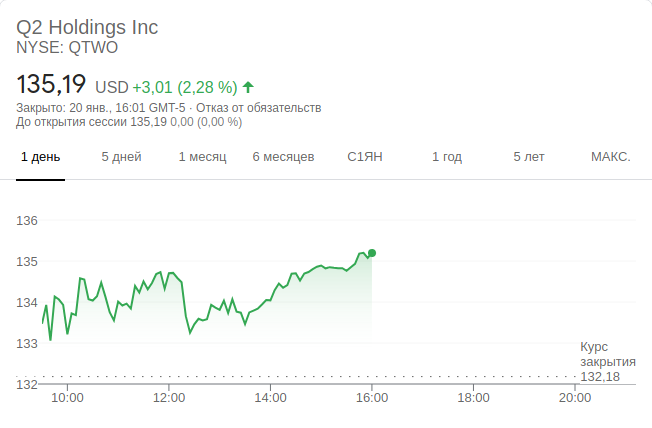 Q2 Holdings Inc
NYSE: QTWO
135,19 USD +3,01 (2,28 %)
Закрыто: 20 янв., 16:01 GMT-5 · Отказ от обязательств
До открытия сессии 135,19 0,00 (0,00 %)
1 день 5 дней 1 месяц 6 месяцев С1ЯН 1 год 5 лет МАКС.
136
135
134
133
132
Курс
закрытия
132,18
10:00 12:00 14:00 16:00 18:00 20:00